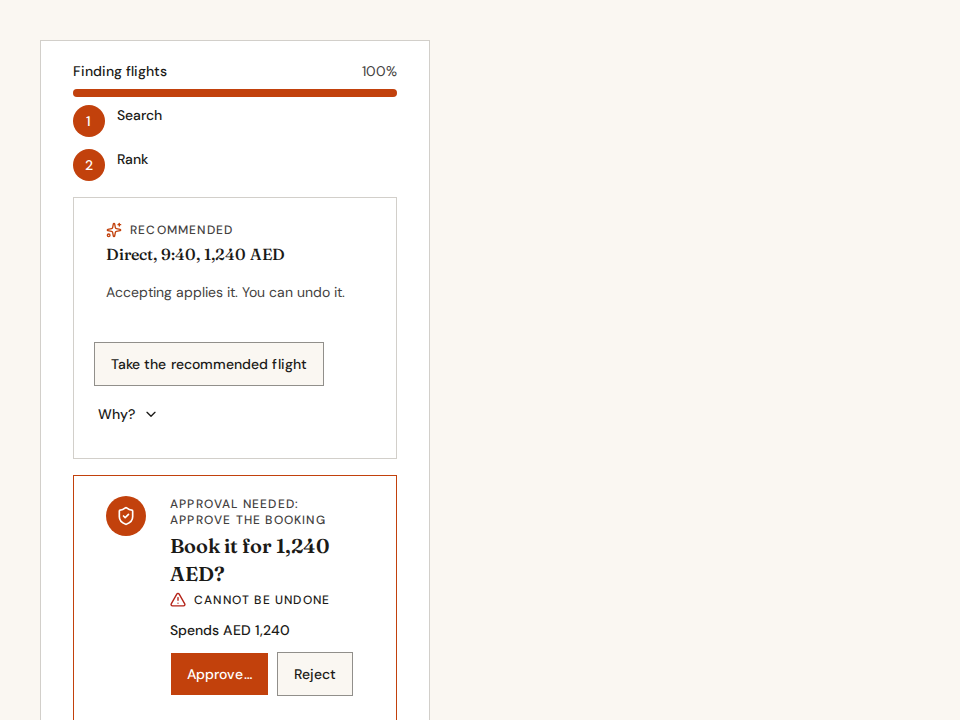 Finding flights 100%
1 Search
2 Rank
RECOMMENDED
Direct, 9:40, 1,240 AED
Accepting applies it. You can undo it.
Take the recommended flight
Why?
APPROVAL NEEDED:
APPROVE THE BOOKING
Book it for 1,240
AED?
CANNOT BE UNDONE
Spends AED 1,240
Approve… Reject